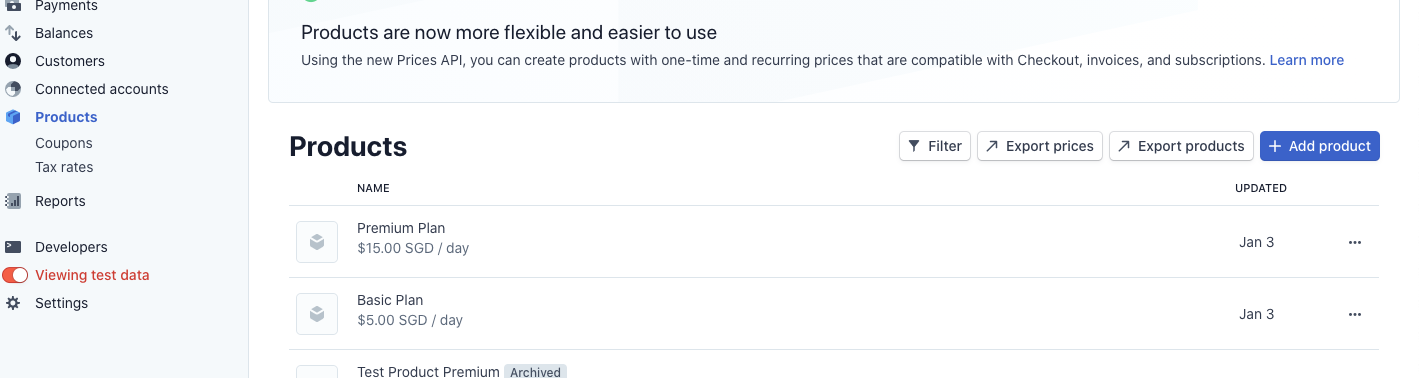 Payments
Balances
Customers
Connected accounts
Products
Coupons
Tax rates
Reports
Developers
Viewing test data
Settings
Products are now more flexible and easier to use
Using the new Prices API, you can create products with one-time and recurring prices that are compatible with Checkout, invoices, and subscriptions. Learn more
Products
Filter
Export prices
Export products
Add product
NAME UPDATED
Premium Plan
$15.00 SGD / day
Jan 3
Basic Plan
$5.00 SGD / day
Jan 3
Test Product Premium Archived